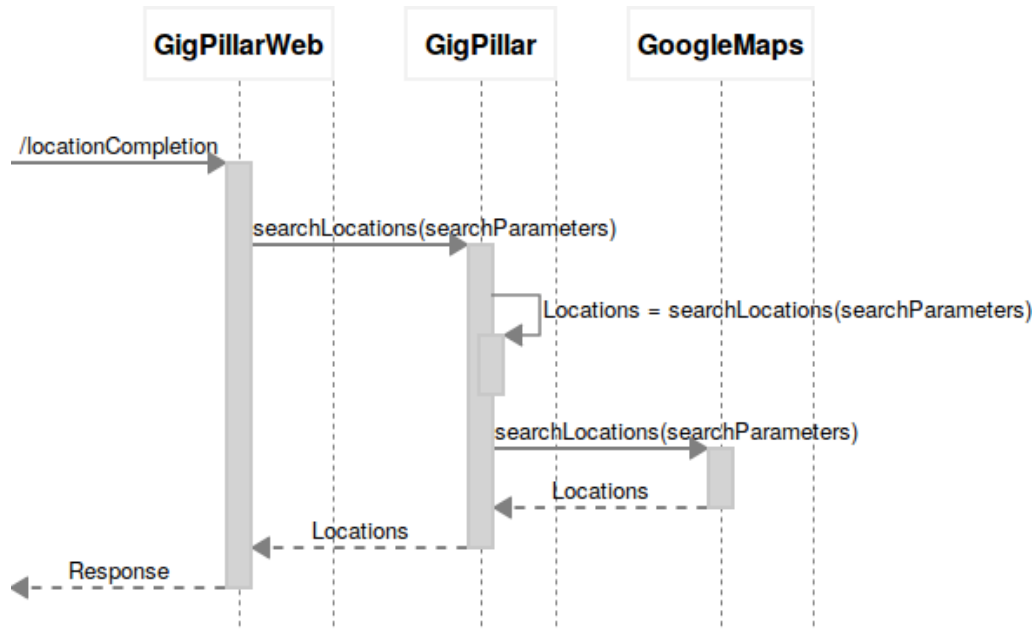 GigPillarWeb
GigPillar
GoogleMaps
/locationCompletion
searchLocations(searchParameters)
Locations = searchLocations(searchParameters)
searchLocations(searchParameters)
Locations
Locations
Response